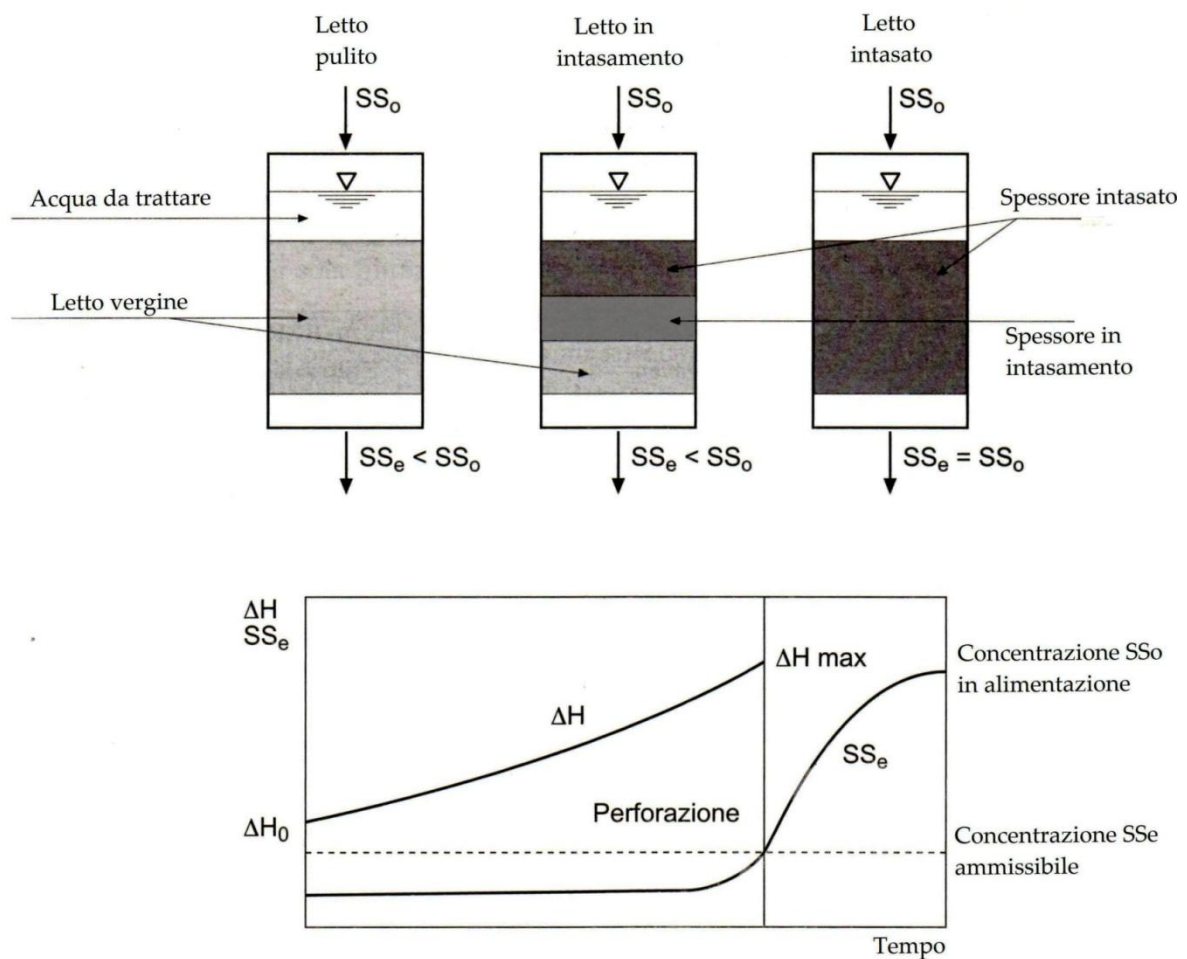 Letto
pulito
Letto in
intasamento
Letto
intasato
SSo
SSo
SSo
Acqua da trattare
Spessore intasato
Letto vergine
Spessore in
intasamento
SSe < SSo
SSe < SSo
SSe = SSo
ΔH
SSe
ΔH max
Concentrazione SSo
in alimentazione
ΔH
SSe
Perforazione
ΔH0
Concentrazione SSe
ammissibile
Tempo